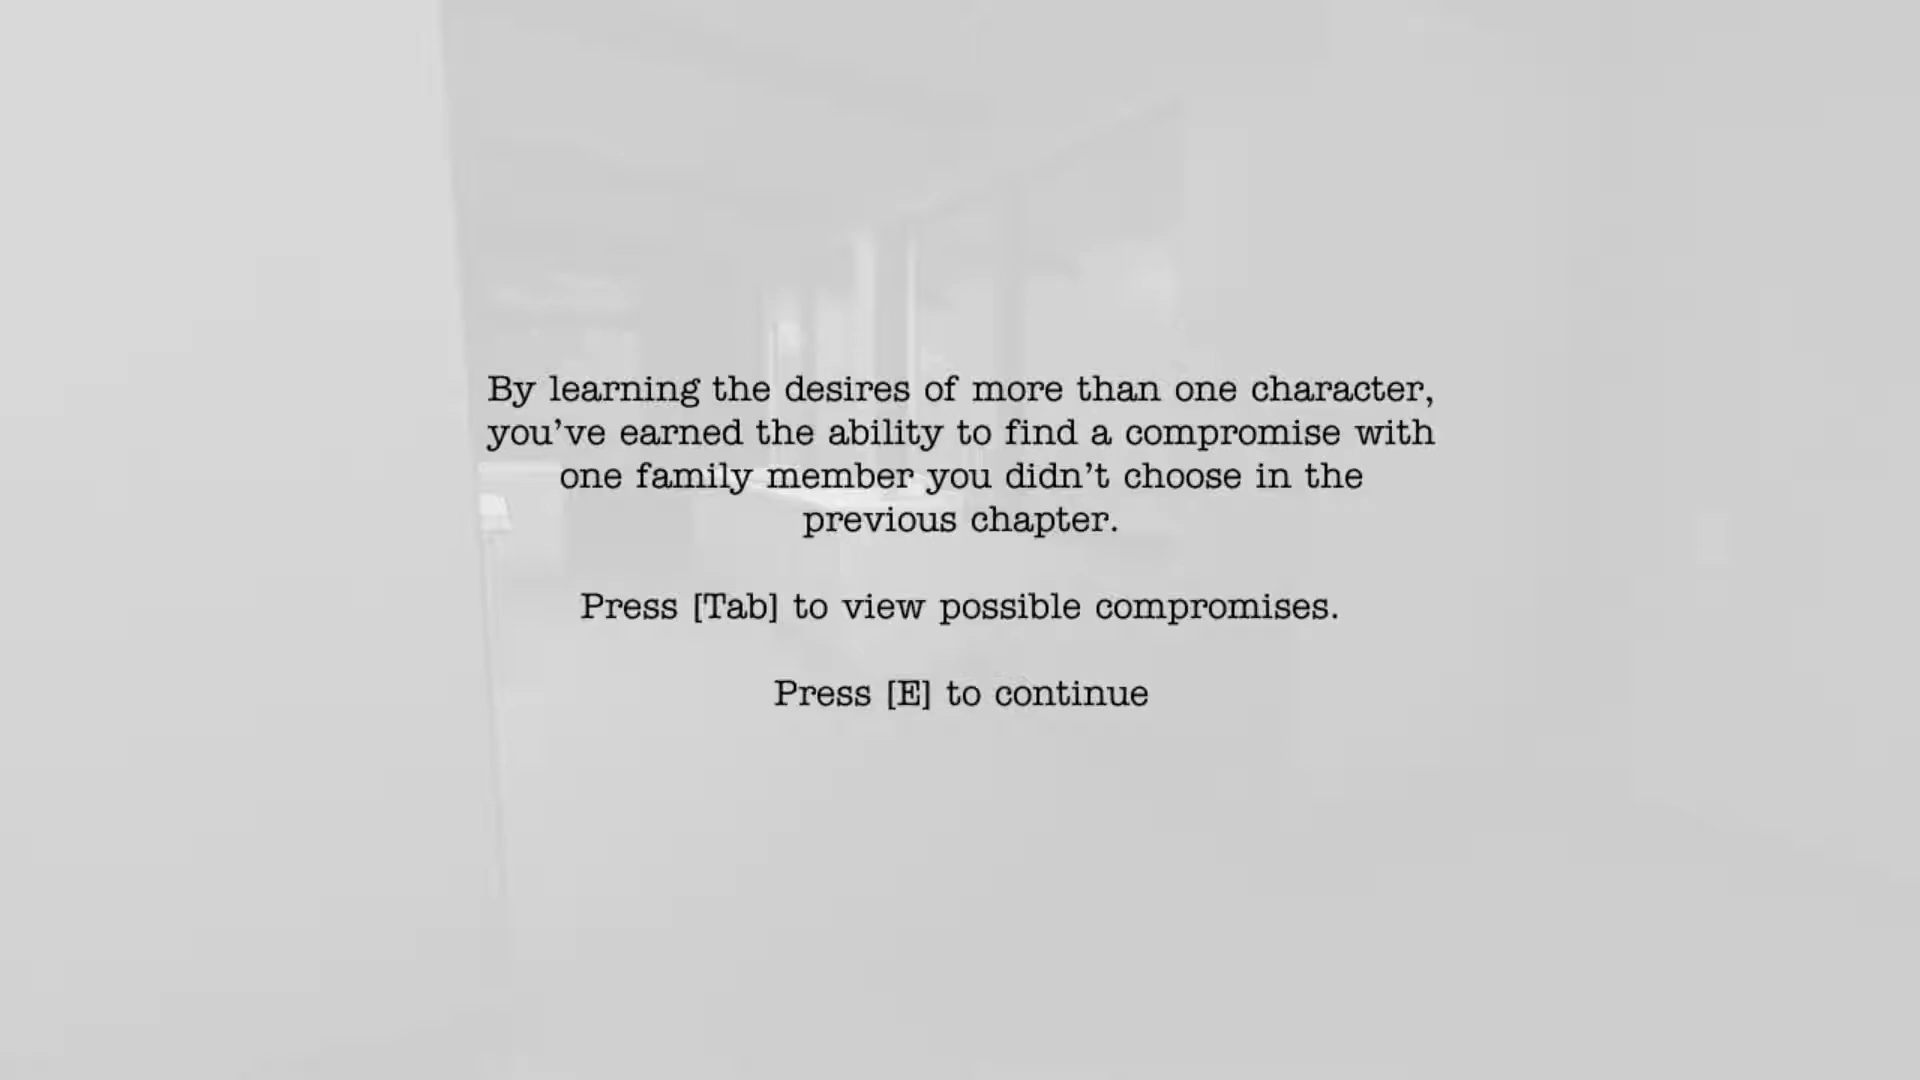 By learning the desires of more than one character,
you've earned the ability to find a compromise with
one family member you didn't choose in the
previous chapter.
Press [Tab] to view possible compromises.
Press [E] to continue